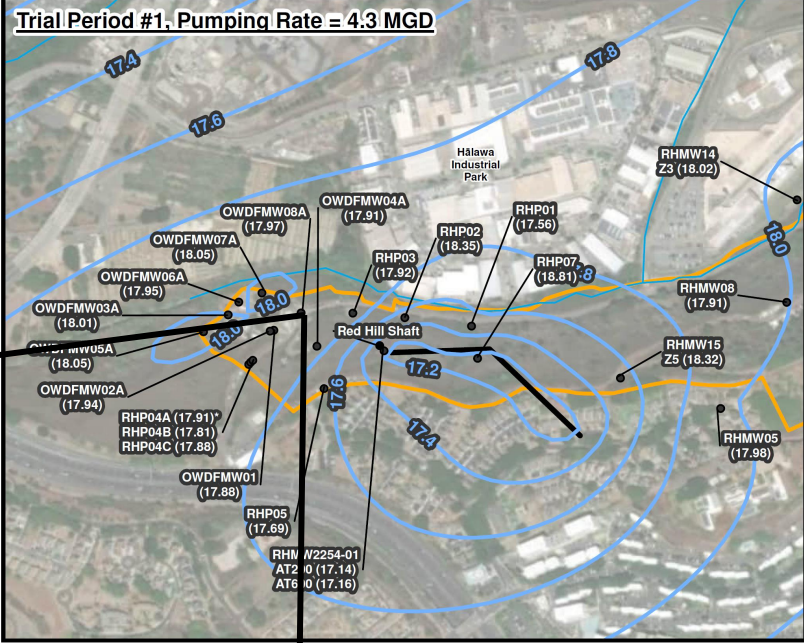 Trial Period #1, Pumping Rate = 4.3 MGD
17.4
17.8
17.6
Hālawa
Industrial
Park
RHMW14
Z3 (18.02)
OWDFMW04A
(17.91)
OWDFMW08A
(17.97)
RHP01
(17.56)
RHP02
(18.35)
OWDFMW07A
(18.05)
RHP03
(17.92)
RHP07
(18.81)
18.0
OWDFMW06A
(17.95)
RHMW08
(17.91)
18.0
OWDFMW03A
(18.01)
18.0
Red Hill Shaft
OWDFMW05A
(18.05)
RHMW15
Z5 (18.32)
17.2
OWDFMW02A
(17.94)
17.6
RHP04A (17.91)*
RHP04B (17.81)
RHP04C (17.88)
17.4
RHMW05
(17.98)
OWDFMW01
(17.88)
RHP05
(17.69)
RHMW2254-01
AT200 (17.14)
AT600 (17.16)